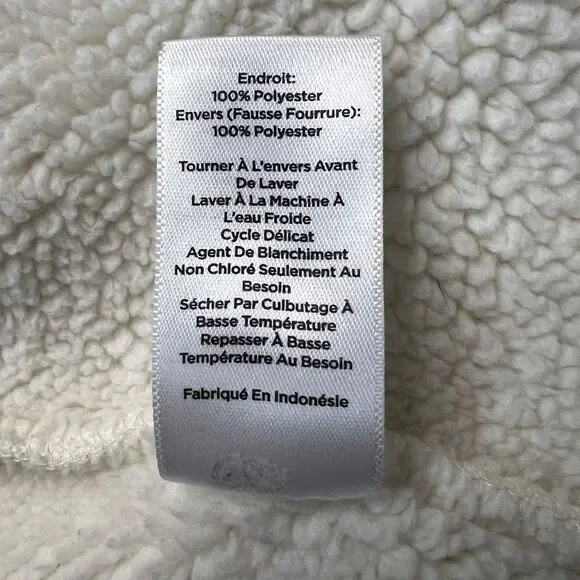 Endroit:
100% Polyester
Envers (Fausse Fourrure):
100% Polyester
Tourner À L'envers Avant
De Laver
Laver À La Machine À
L'eau Froide
Cycle Délicat
Agent De Blanchiment
Non Chloré Seulement Au
Besoin
Sécher Par Culbutage À
Basse Température
Repasser À Basse
Température Au Besoin
Fabriqué En Indonésie